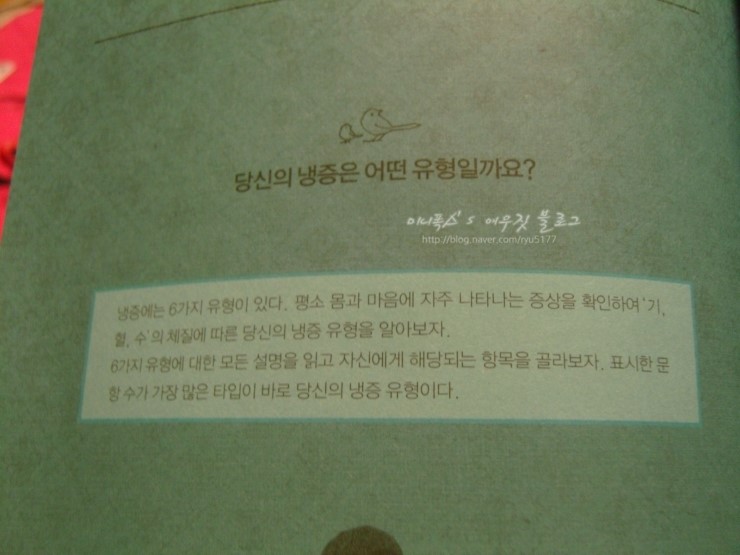 당신의 냉증은 어떤 유형일까요?
미니폭스's 여우짓 블로그
http://blog.naver.com/ryu5177
냉증에는 6가지 유형이 있다. 평소 몸과 마음에 자주 나타나는 증상을 확인하여 '기,
혈, 수'의 체질에 따른 당신의 냉증 유형을 알아보자.
6가지 유형에 대한 모든 설명을 읽고 자신에게 해당되는 항목을 골라보자. 표시한 문
항 수가 가장 많은 타입이 바로 당신의 냉증 유형이다.